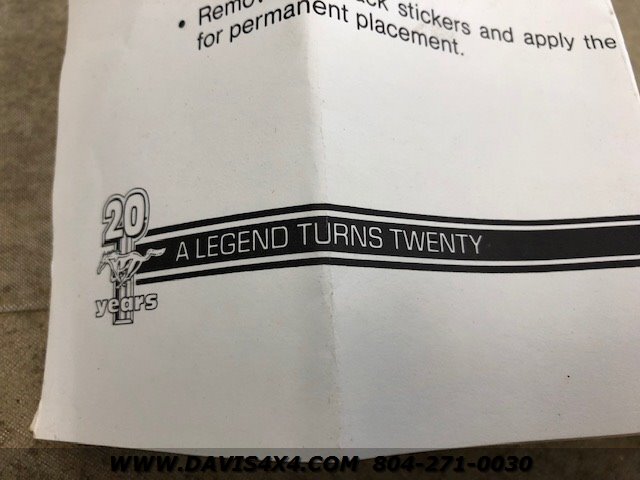 • stickers and apply the
for permanent placement.
20
years
A LEGEND TURNS TWENTY
WWW.DAVIS4X4.COM 804-271-0030